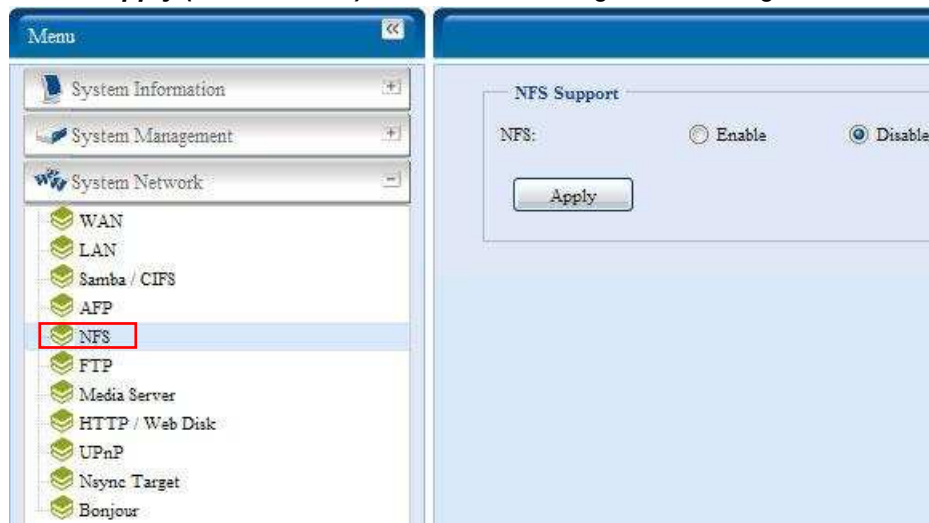 Menu
System Information
System Management
System Network
WAN
LAN
Samba / CIFS
AFP
NFS
FTP
Media Server
HTTP / Web Disk
UPnP
Nsync Target
Bonjour
NFS Support
NFS: Enable Disable
Apply